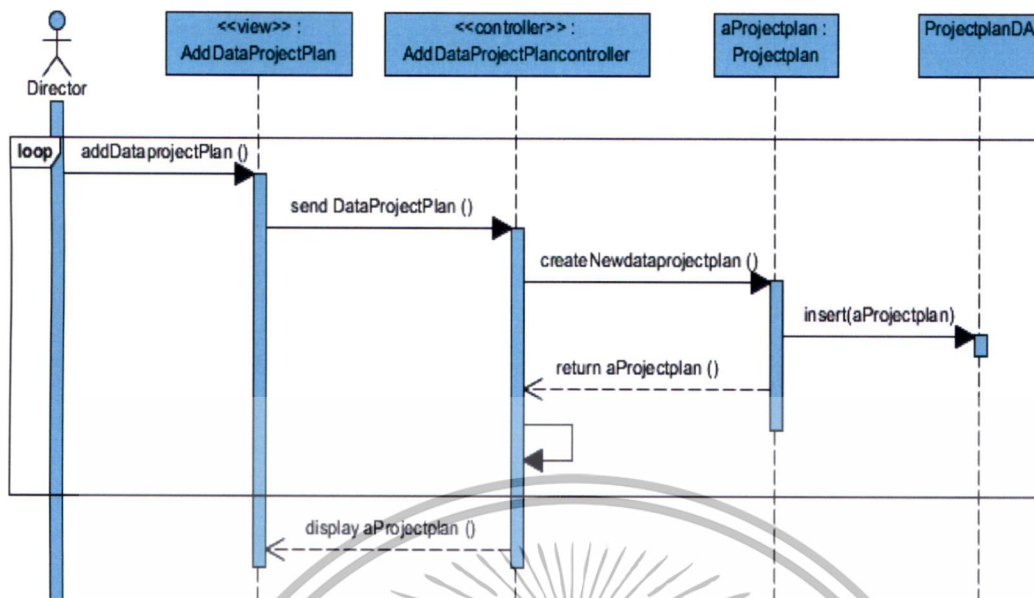 <<view>> :
AddDataProjectPlan
<<controller>> :
AddDataProjectPlancontroller
aProjectplan :
Projectplan
ProjectplanDA
Director
loop
addDataprojectPlan ()
send DataProjectPlan ()
createNewdataprojectplan ()
insert(aProjectplan)
return aProjectplan ()
display aProjectplan ()